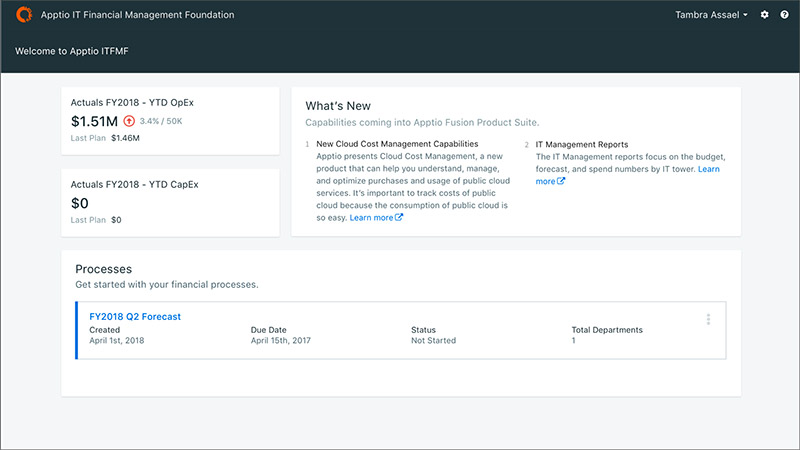 Apptio IT Financial Management Foundation
Tambra Assael
Welcome to Apptio ITFMF
Actuals FY2018 - YTD OpEx
$1.51M 3.4% / 50K
Last Plan $1.46M
Actuals FY2018 - YTD CapEx
$0
Last Plan $0
What's New
Capabilities coming into Apptio Fusion Product Suite.
1 New Cloud Cost Management Capabilities
Apptio presents Cloud Cost Management, a new
product that can help you understand, manage,
and optimize purchases and usage of public cloud
services. It's important to track costs of public
cloud because the consumption of public cloud is
so easy. Learn more
2 IT Management Reports
The IT Management reports focus on the budget,
forecast, and spend numbers by IT tower. Learn
more
Processes
Get started with your financial processes.
FY2018 Q2 Forecast
Created Due Date Status Total Departments
April 1st, 2018 April 15th, 2017 Not Started 1